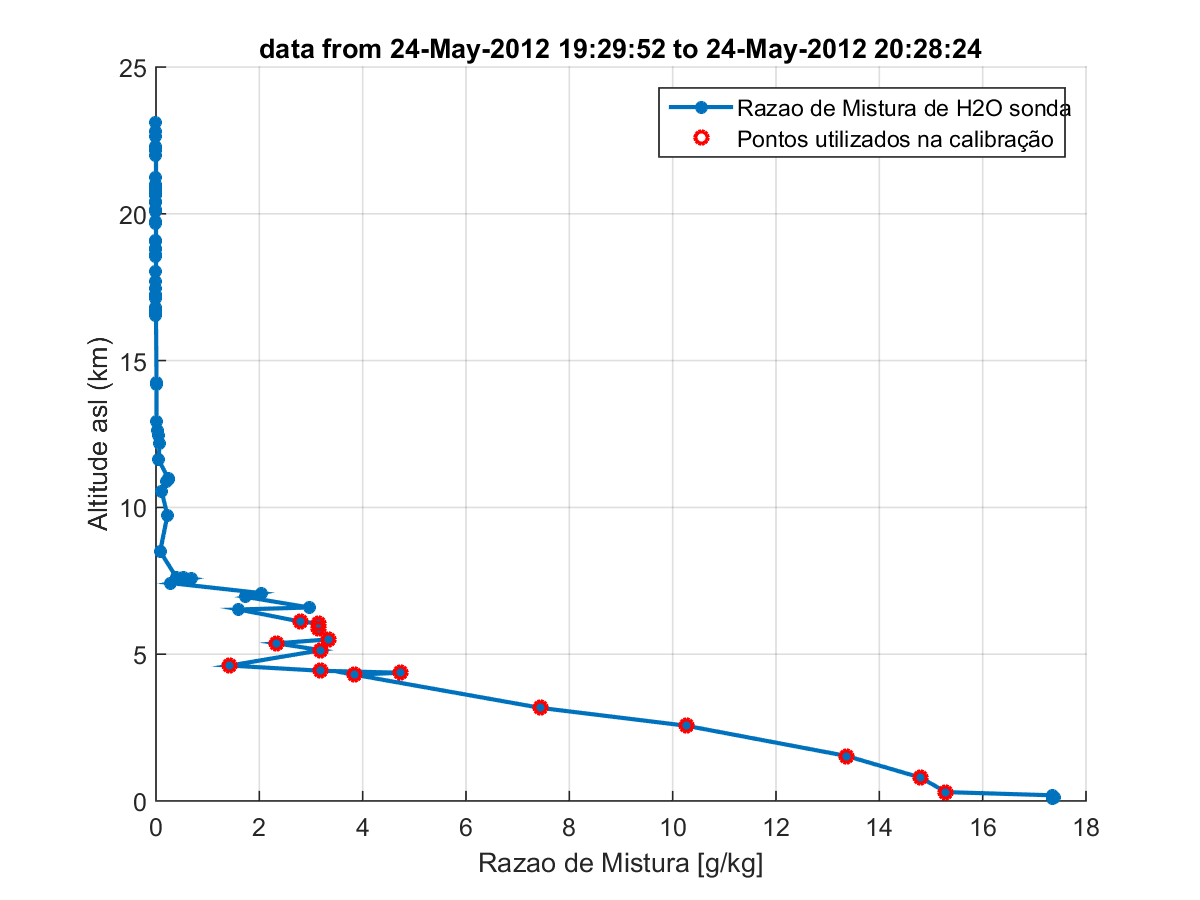 data from 24-May-2012 19:29:52 to 24-May-2012 20:28:24
Razao de Mistura de H2O sonda
Pontos utilizados na calibração
25
20
15
10
5
0
Altitude asl (km)
0 2 4 6 8 10 12 14 16 18
Razao de Mistura [g/kg]